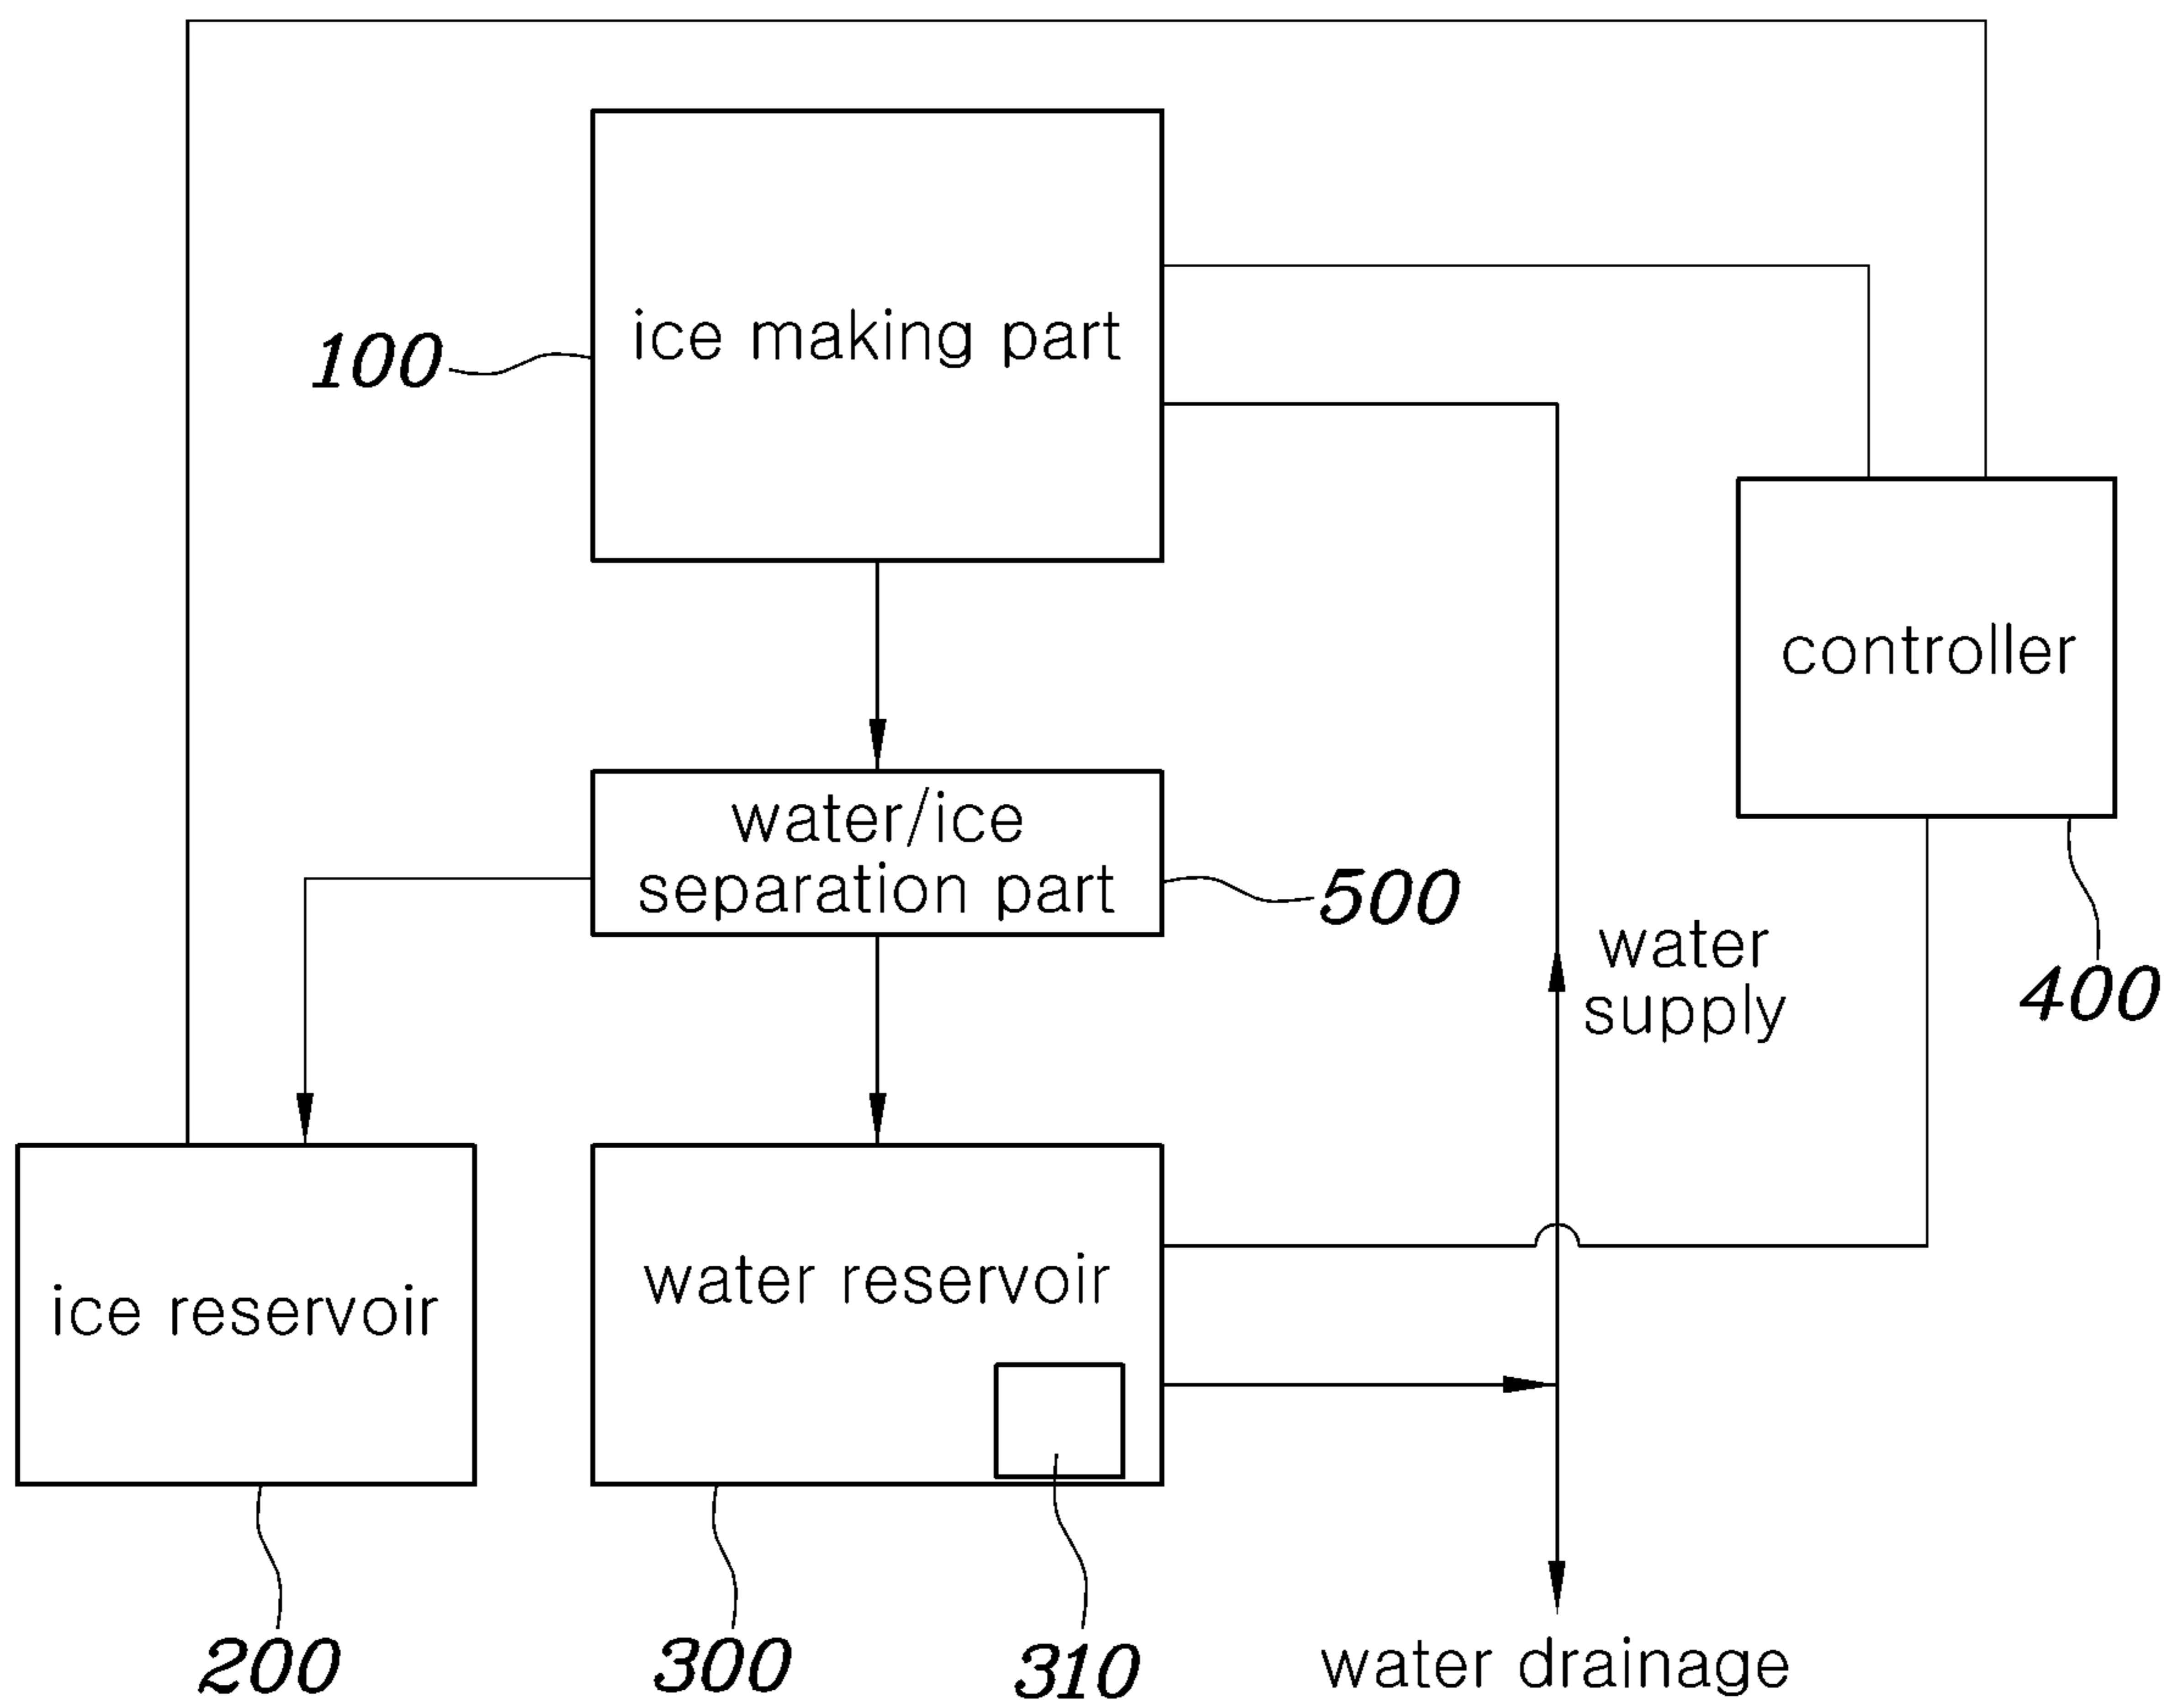 ice making part
100
controller
water/ice
separation part
500
water
supply
400
water reservoir
ice reservoir
200
300
310
water drainage